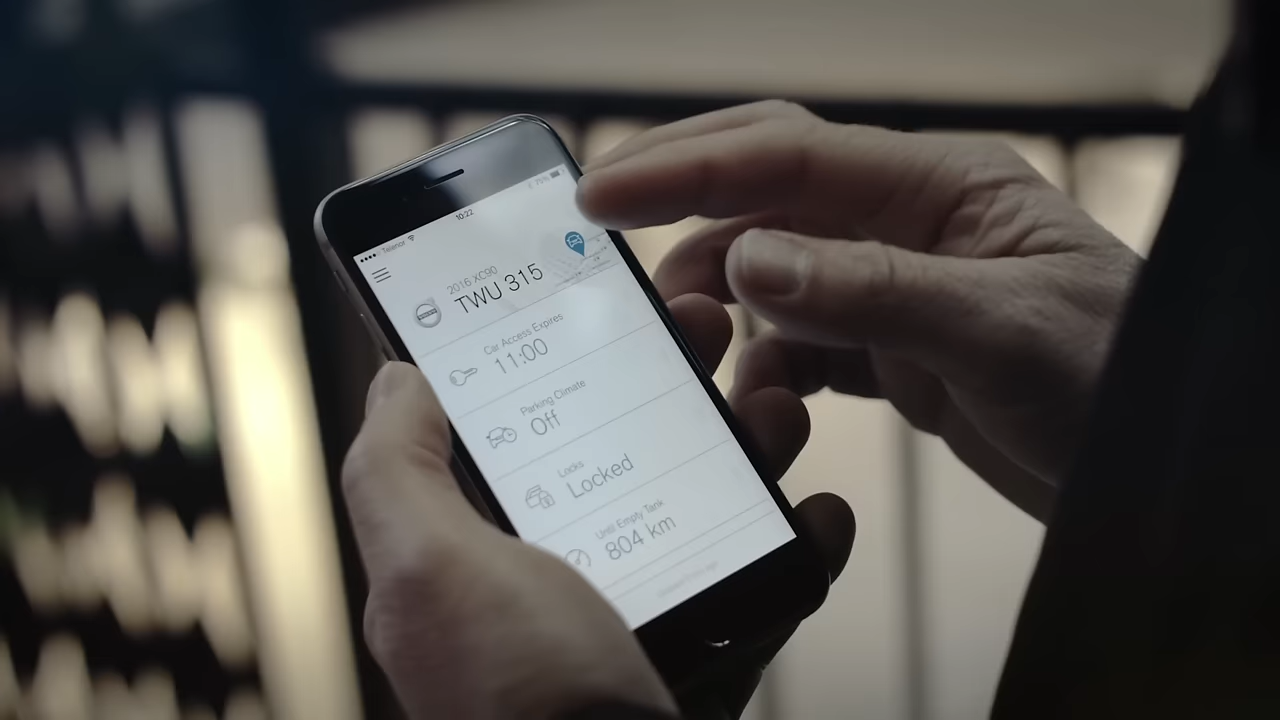 Telenor
10:22
75%
2016 XC90
TWU 315
Car Access Expires
11:00
Parking Climate
Off
Locks
Locked
Until Empty Tank
804 km